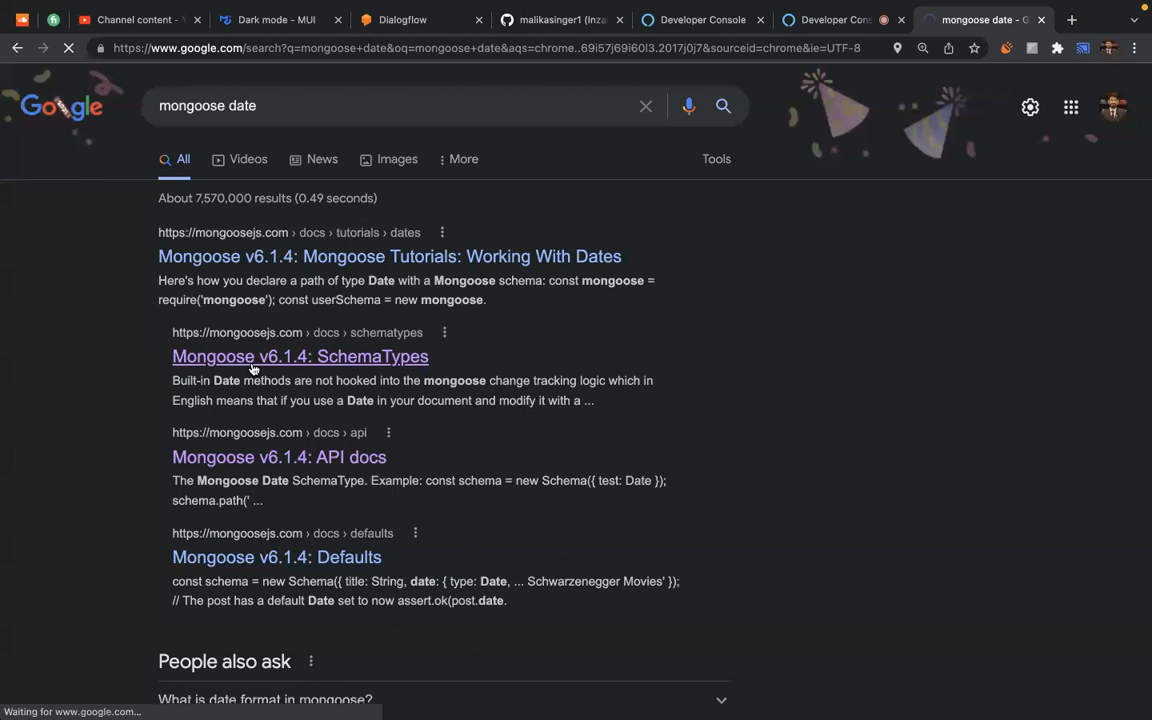 Channel content - Y
Dark mode - MUI
Dialogflow
malikasinger1 (Inza
Developer Console
Developer Cons
mongoose date - G
https://www.google.com/search?q=mongoose+date&oq=mongoose+date&aqs=chrome..69i57j69i60l3.2017j0j7&sourceid=chrome&ie=UTF-8
Google
mongoose date
All
Videos
News
Images
More
Tools
About 7,570,000 results (0.49 seconds)
https://mongoosejs.com › docs › tutorials › dates
Mongoose v6.1.4: Mongoose Tutorials: Working With Dates
Here's how you declare a path of type Date with a Mongoose schema: const mongoose =
require('mongoose'); const userSchema = new mongoose.
https://mongoosejs.com › docs › schematypes
Mongoose v6.1.4: SchemaTypes
Built-in Date methods are not hooked into the mongoose change tracking logic which in
English means that if you use a Date in your document and modify it with a ...
https://mongoosejs.com › docs › api
Mongoose v6.1.4: API docs
The Mongoose Date SchemaType. Example: const schema = new Schema({ test: Date });
schema.path(' ...
https://mongoosejs.com › docs › defaults
Mongoose v6.1.4: Defaults
const schema = new Schema({ title: String, date: { type: Date, ... Schwarzenegger Movies' });
// The post has a default Date set to now assert.ok(post.date.
People also ask
What is date format in mongoose?
Waiting for www.google.com...